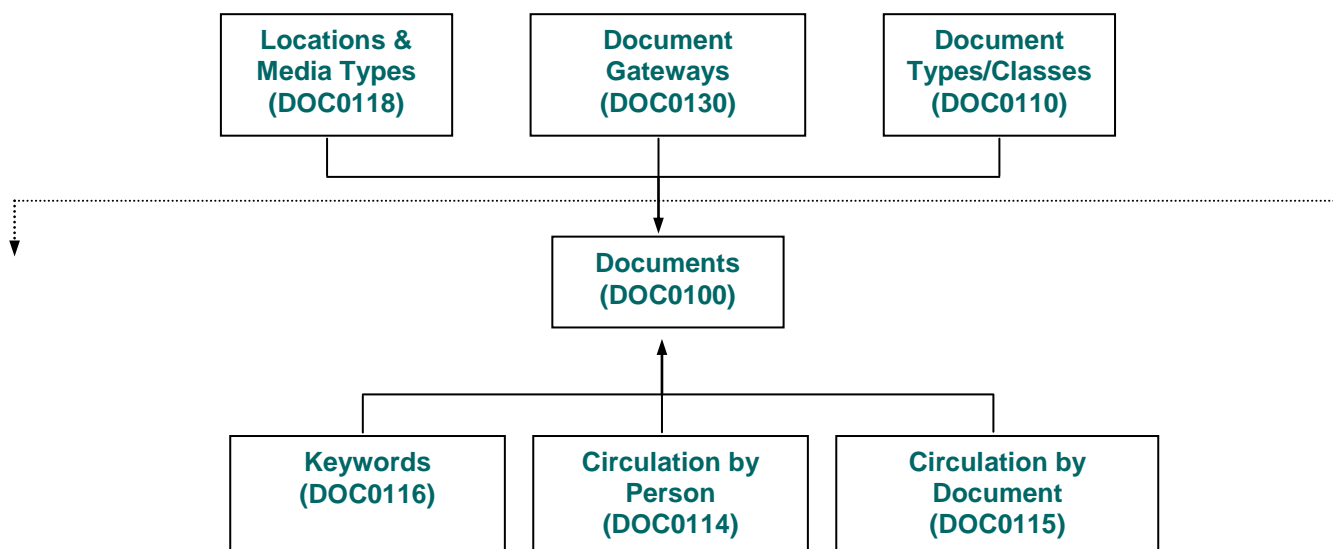 Locations &
Media Types
(DOC0118)
Document
Gateways
(DOC0130)
Document
Types/Classes
(DOC0110)
Documents
(DOC0100)
Keywords
(DOC0116)
Circulation by
Person
(DOC0114)
Circulation by
Document
(DOC0115)